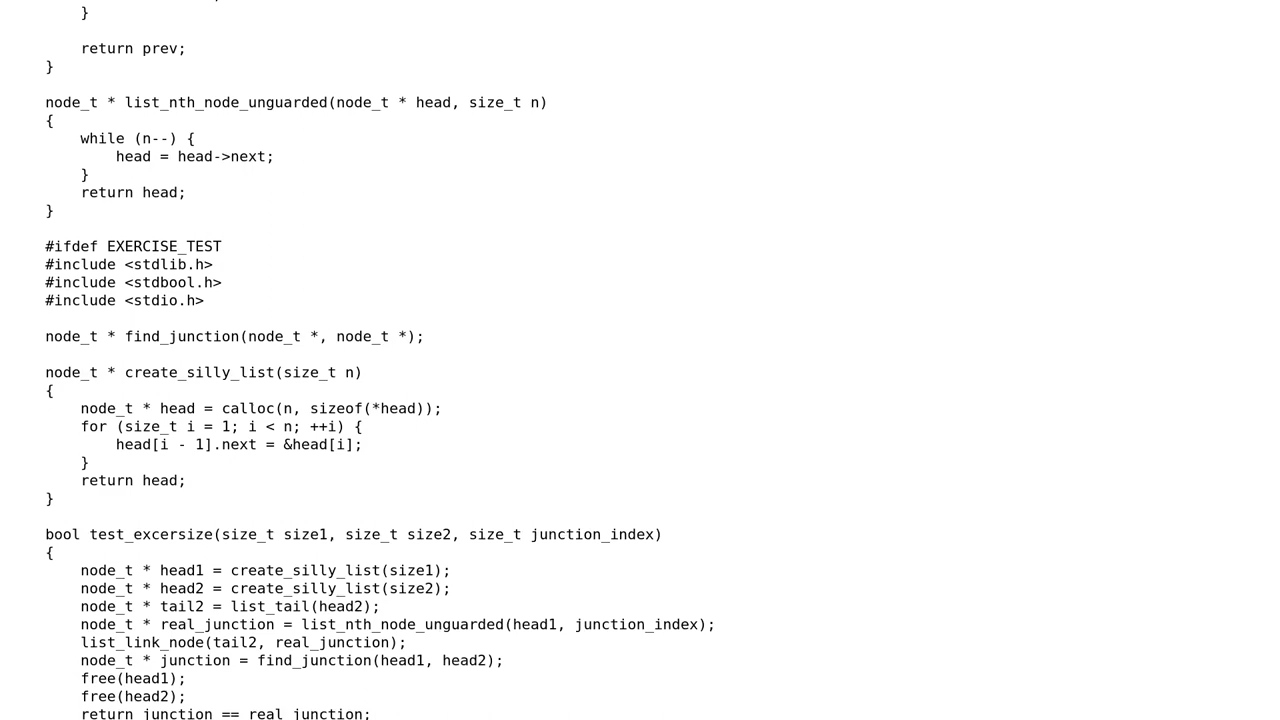 }
return prev;
}
node_t * list_nth_node_unguarded(node_t * head, size_t n)
{
while (n--) {
head = head->next;
}
return head;
}
#ifdef EXERCISE_TEST
#include <stdlib.h>
#include <stdbool.h>
#include <stdio.h>
node_t * find_junction(node_t *, node_t *);
node_t * create_silly_list(size_t n)
{
node_t * head = calloc(n, sizeof(*head));
for (size_t i = 1; i < n; ++i) {
head[i - 1].next = &head[i];
}
return head;
}
bool test_excersize(size_t size1, size_t size2, size_t junction_index)
{
node_t * head1 = create_silly_list(size1);
node_t * head2 = create_silly_list(size2);
node_t * tail2 = list_tail(head2);
node_t * real_junction = list_nth_node_unguarded(head1, junction_index);
list_link_node(tail2, real_junction);
node_t * junction = find_junction(head1, head2);
free(head1);
free(head2);
return junction == real_junction;